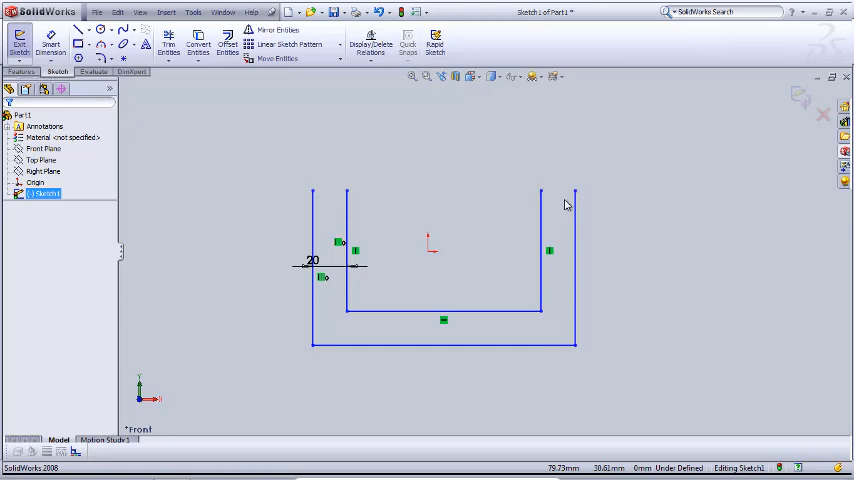 SolidWorks File Edit View Insert Tools Window Help Sketch1 of Part1 * SolidWorks Search
Exit Sketch
Smart Dimension
Trim Entities
Convert Entities
Offset Entities
Mirror Entities
Linear Sketch Pattern
Move Entities
Display/Delete Relations
Quick Snaps
Rapid Sketch
Features Sketch Evaluate DimXpert
Part1
Annotations
Material <not specified>
Front Plane
Top Plane
Right Plane
Origin
(-) Sketch1
20
Y
X
*Front
Model Motion Study 1
SolidWorks 2008 79.73mm 30.61mm 0mm Under Defined Editing Sketch1